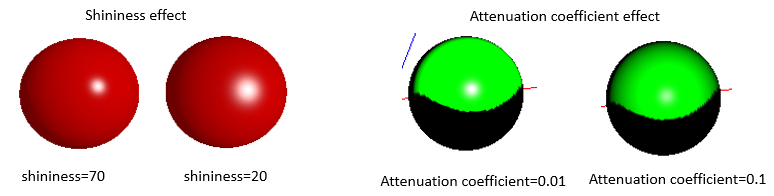 Shininess effect
Attenuation coefficient effect
shininess=70
shininess=20
Attenuation coefficient=0.01
Attenuation coefficient=0.1